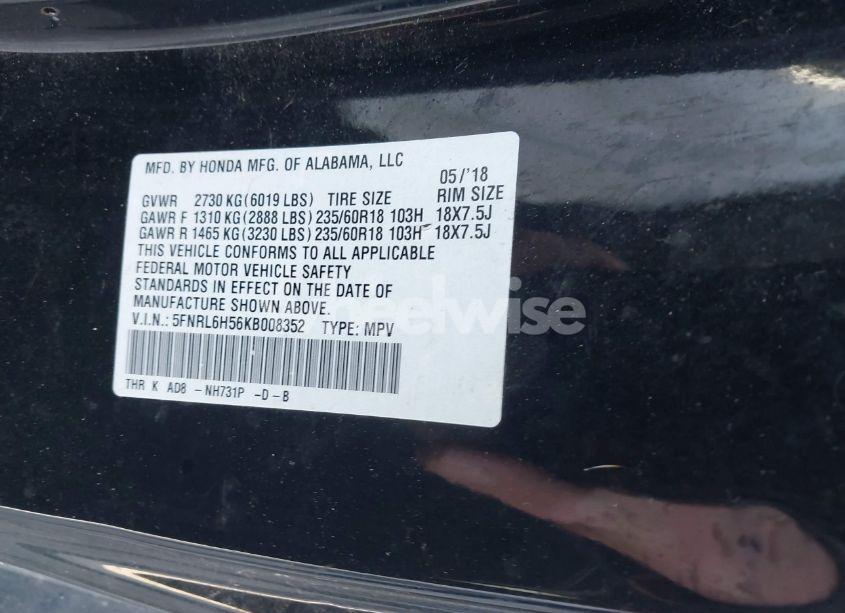 MFD. BY HONDA MFG. OF ALABAMA, LLC 05/'18
GVWR 2730 KG (6019 LBS) TIRE SIZE RIM SIZE
GAWR F 1310 KG (2888 LBS) 235/60R18 103H 18X7.5J
GAWR R 1465 KG (3230 LBS) 235/60R18 103H 18X7.5J
THIS VEHICLE CONFORMS TO ALL APPLICABLE
FEDERAL MOTOR VEHICLE SAFETY
STANDARDS IN EFFECT ON THE DATE OF
MANUFACTURE SHOWN ABOVE.
V.I.N.: 5FNRL6H56KB008352 TYPE: MPV
THR K AD8 -NH731P -D-B